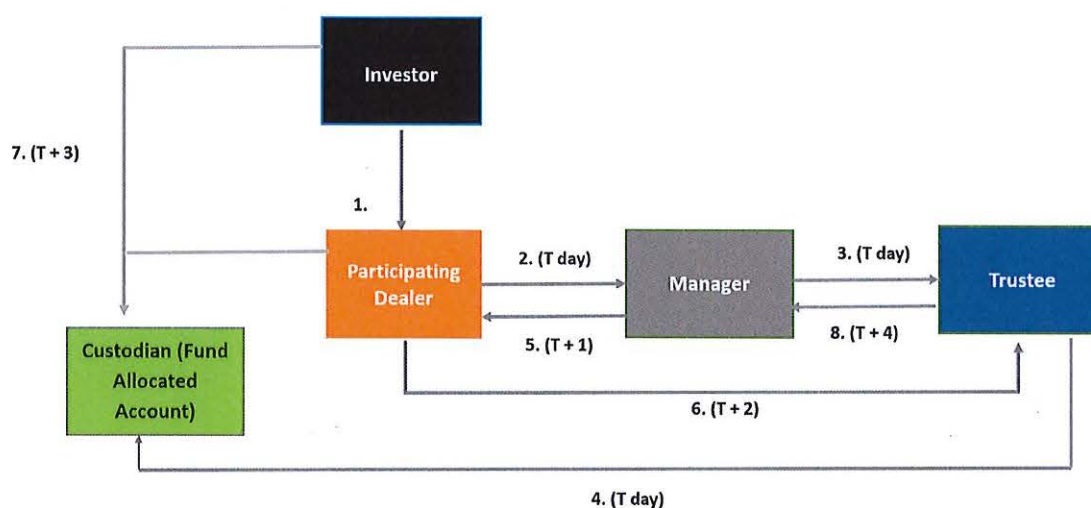 Investor
7. (T + 3)
1.
Participating
Dealer
2. (T day)
5. (T + 1)
Manager
3. (T day)
8. (T + 4)
Trustee
Custodian (Fund
Allocated
Account)
6. (T + 2)
4. (T day)